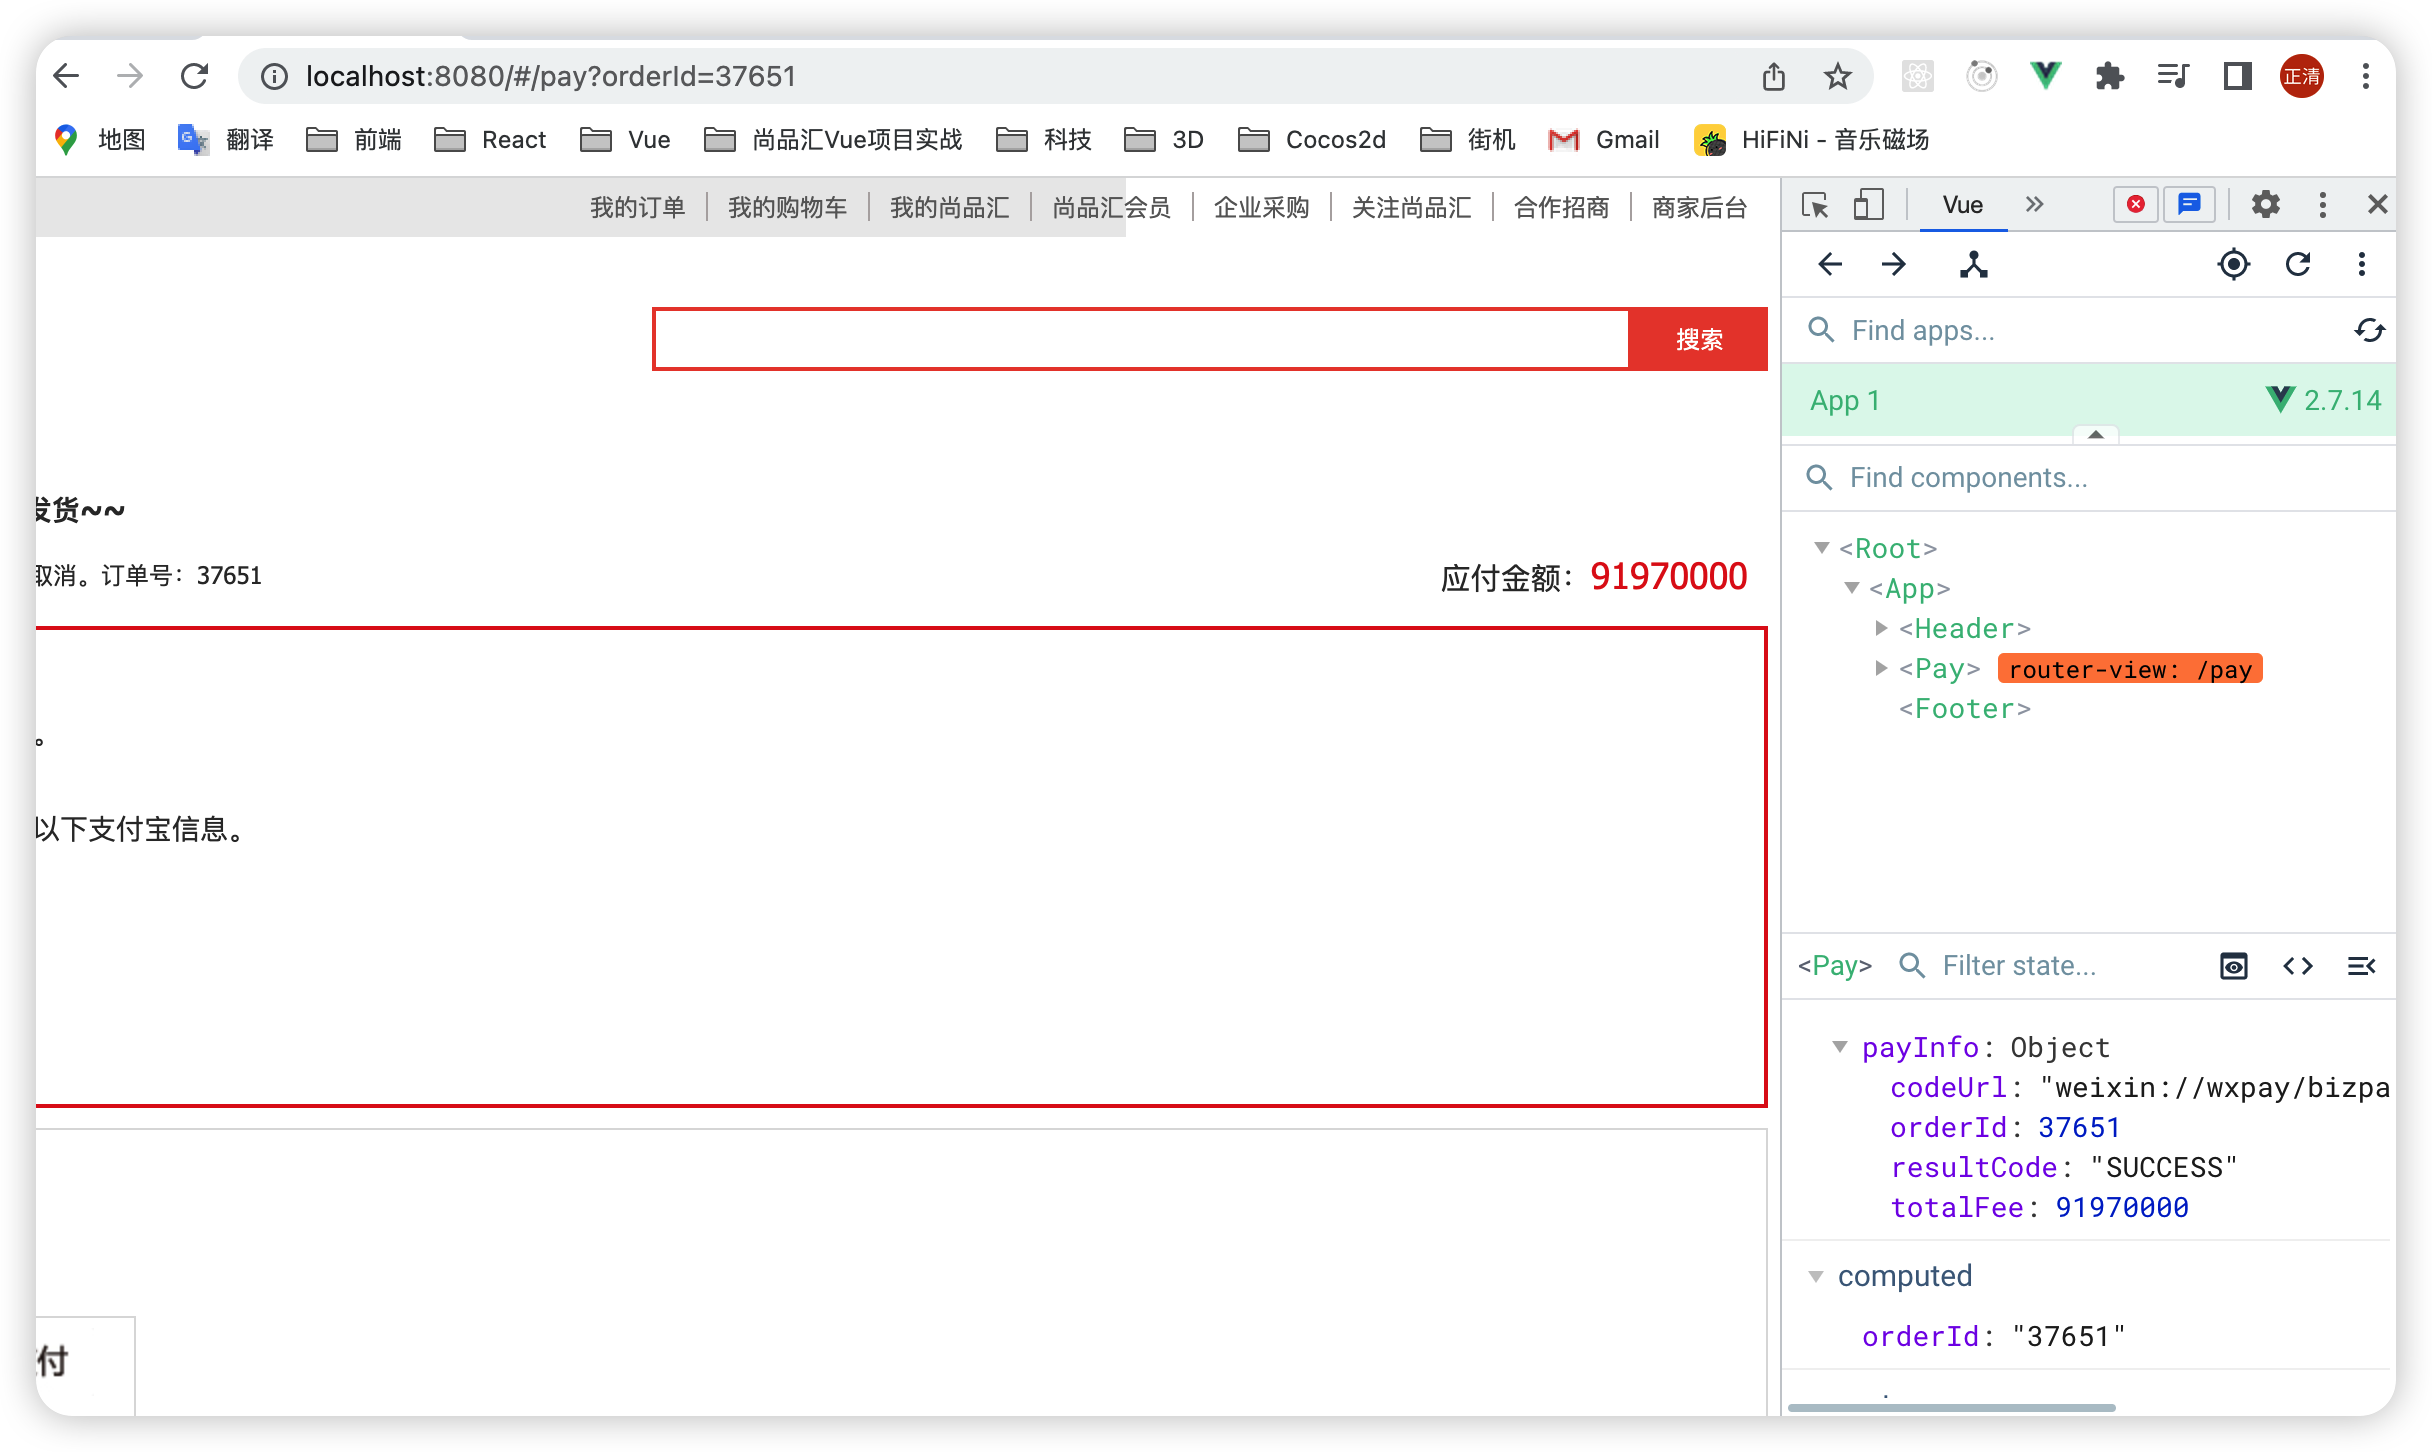 localhost:8080/#/pay?orderId=37651
正清
地图 翻译 前端 React Vue 尚品汇Vue项目实战 科技 3D Cocos2d 街机 Gmail HiFiNi - 音乐磁场
我的订单 我的购物车 我的尚品汇 尚品汇会员 企业采购 关注尚品汇 合作招商 商家后台
搜索
发货~~
取消。订单号：37651 应付金额：91970000
。
以下支付宝信息。
付
Vue
Find apps...
App 1 2.7.14
Find components...
<Root>
<App>
<Header>
<Pay> router-view: /pay
<Footer>
<Pay> Filter state...
payInfo: Object
codeUrl: "weixin://wxpay/bizpa
orderId: 37651
resultCode: "SUCCESS"
totalFee: 91970000
computed
orderId: "37651"